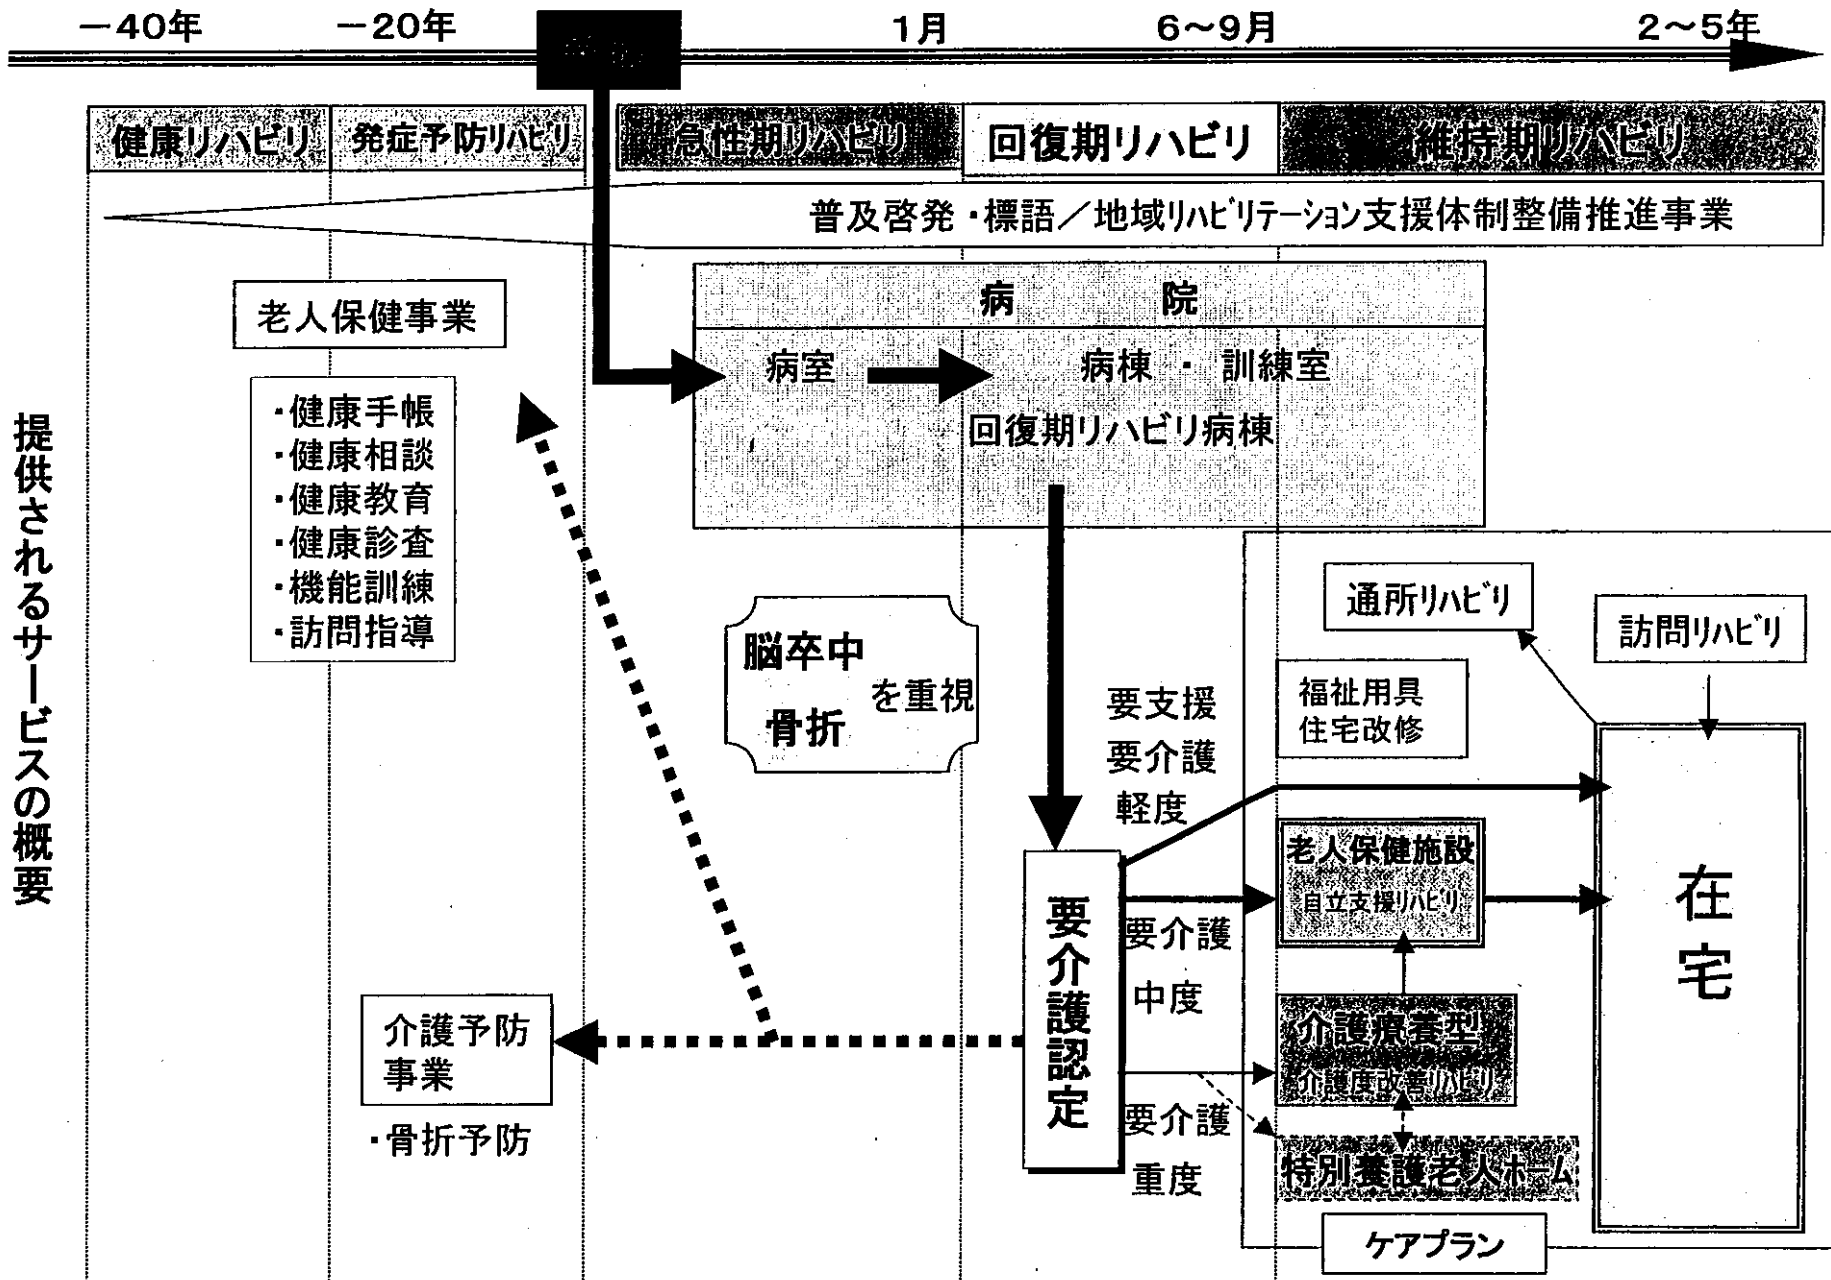 −40年
−20年
1月
6〜9月
2〜5年
健康リハビリ
発症予防リハビリ
急性期リハビリ
回復期リハビリ
維持期リハビリ
普及啓発・標語／地域リハビリテーション支援体制整備推進事業
提供されるサービスの概要
老人保健事業
・健康手帳
・健康相談
・健康教育
・健康診査
・機能訓練
・訪問指導
病 院
病室
病棟・訓練室
回復期リハビリ病棟
脳卒中
骨折
を重視
介護予防
事業
・骨折予防
要介護認定
要支援
要介護
軽度
要介護
中度
要介護
重度
通所リハビリ
訪問リハビリ
福祉用具
住宅改修
老人保健施設
自立支援リハビリ
介護療養型
介護度改善リハビリ
特別養護老人ホーム
在宅
ケアプラン